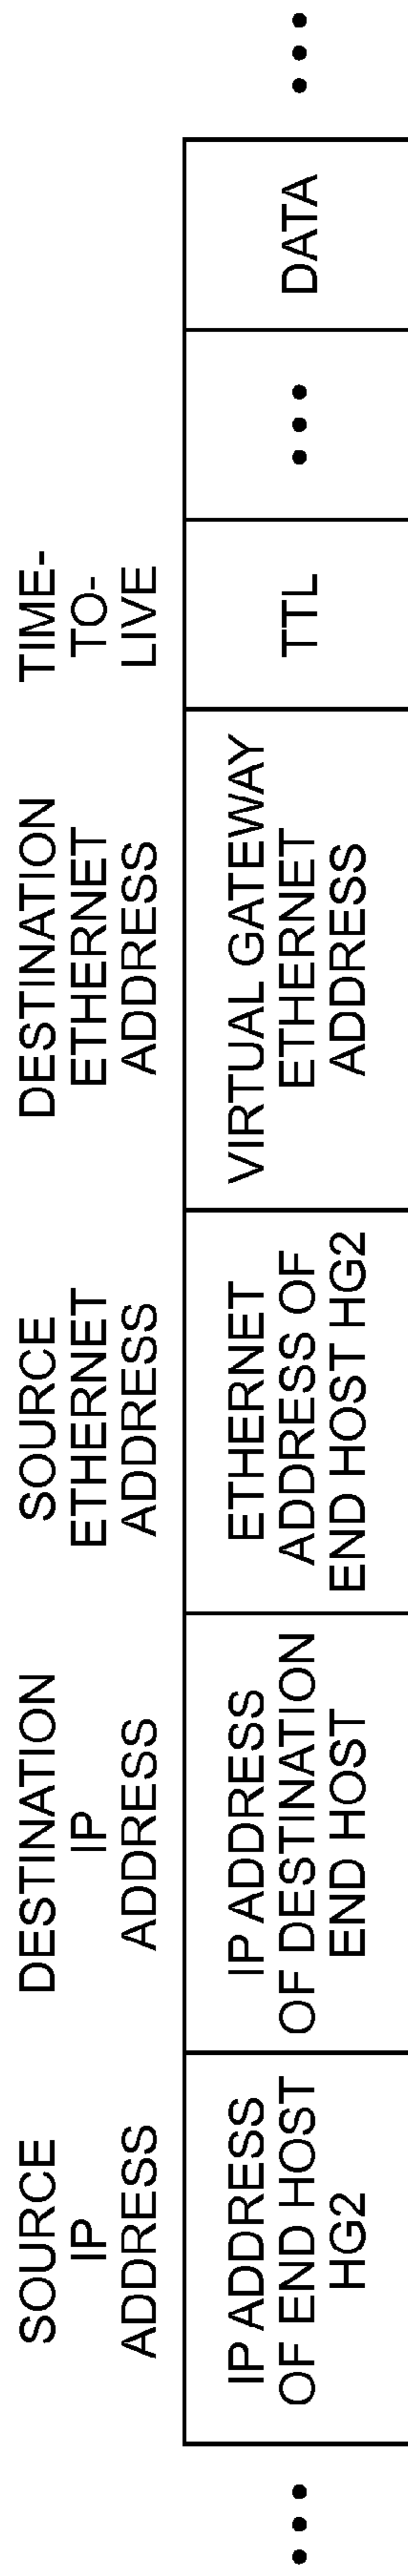 SOURCE
IP
ADDRESS
DESTINATION
IP
ADDRESS
SOURCE
ETHERNET
ADDRESS
DESTINATION
ETHERNET
ADDRESS
TIME-
TO-
LIVE
•••
IP ADDRESS
OF END HOST
HG2
IP ADDRESS
OF DESTINATION
END HOST
ETHERNET
ADDRESS OF
END HOST HG2
VIRTUAL GATEWAY
ETHERNET
ADDRESS
TTL
•••
DATA
•••